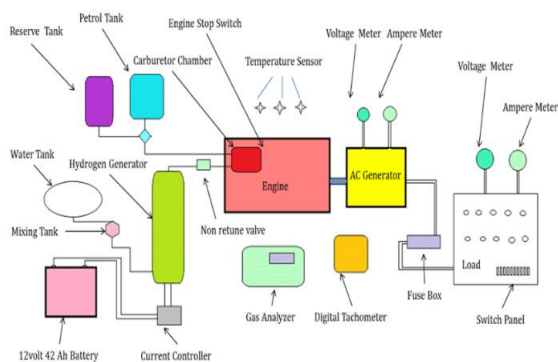 Petrol Tank
Engine Stop Switch
Reserve Tank
Carburetor Chamber
Temperature Sensor
Voltage Meter
Ampere Meter
Voltage Meter
Ampere Meter
Water Tank
Hydrogen Generator
Engine
AC Generator
Mixing Tank
Non retune valve
Load
Fuse Box
Gas Analyzer
Digital Tachometer
Switch Panel
12volt 42 Ah Battery
Current Controller